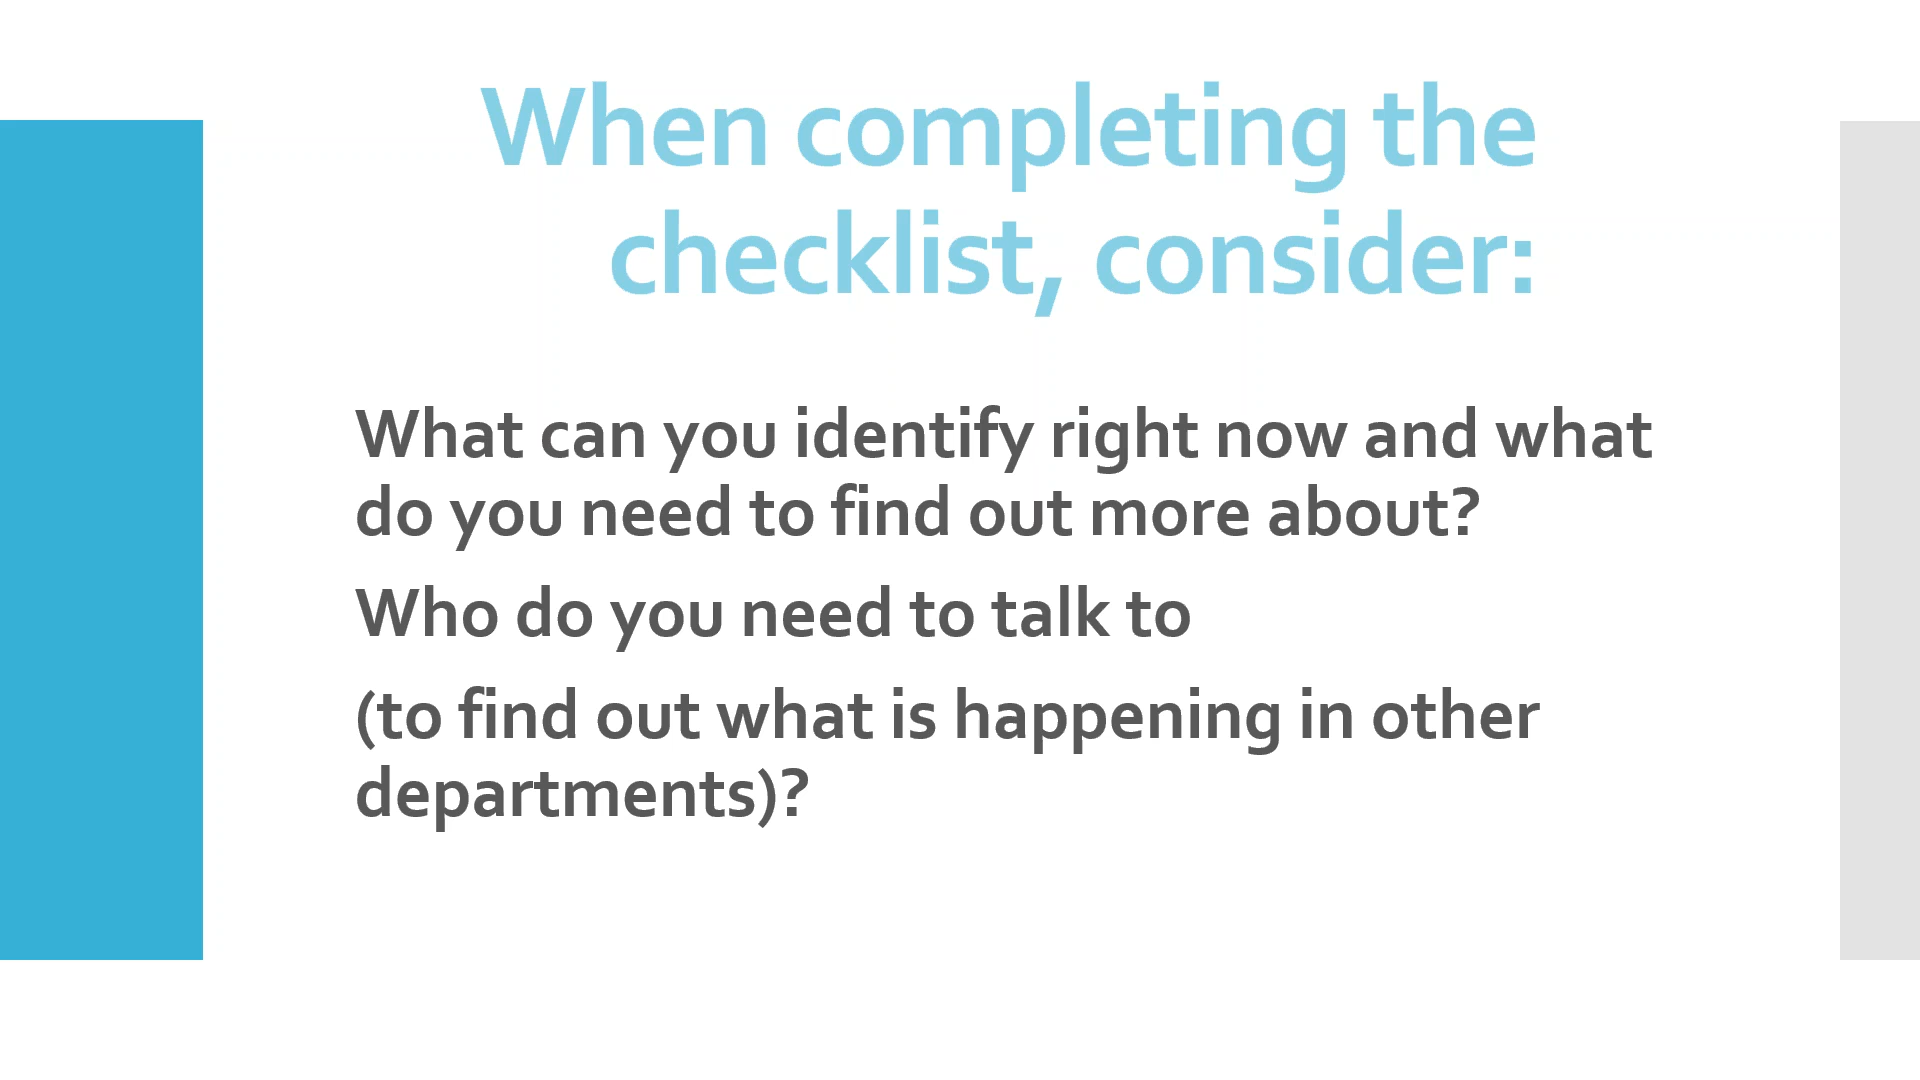 When completing the
checklist, consider:
What can you identify right now and what
do you need to find out more about?
Who do you need to talk to
(to find out what is happening in other
departments)?